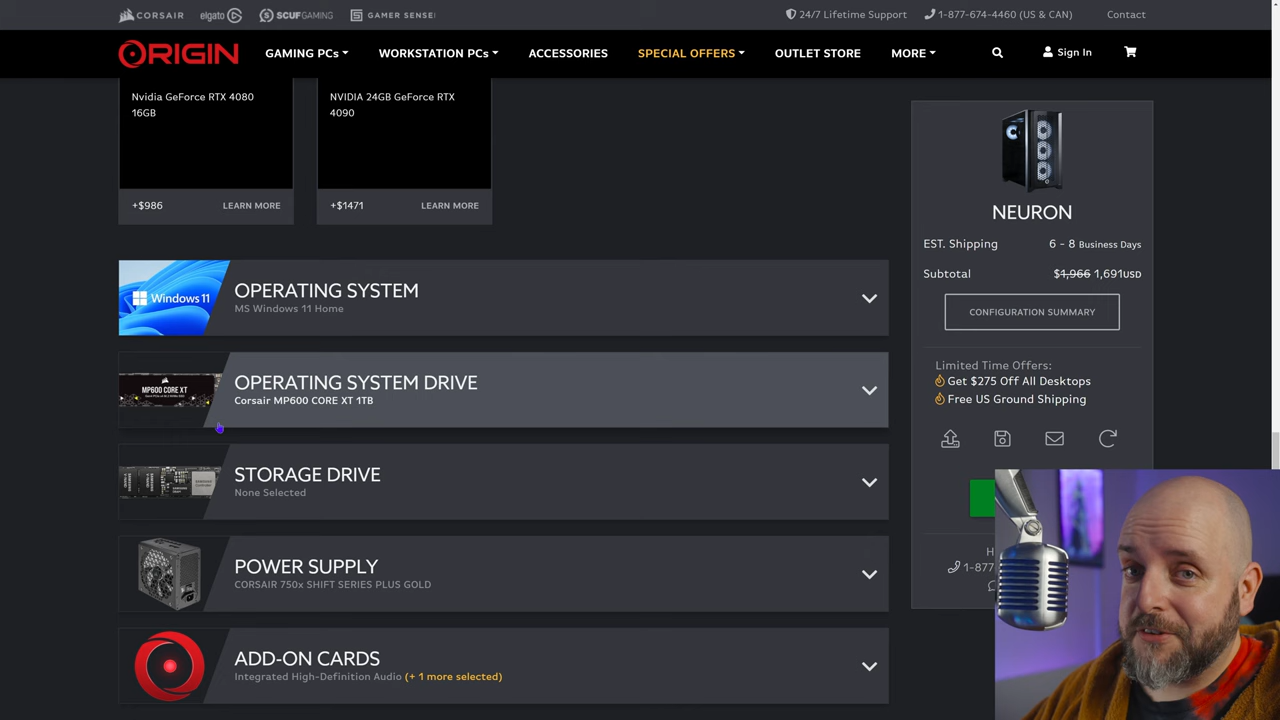 CORSAIR
elgato
SCUFGAMING
GAMER SENSEI
24/7 Lifetime Support
1-877-674-4460 (US & CAN)
Contact
ORIGIN
GAMING PCs
WORKSTATION PCs
ACCESSORIES
SPECIAL OFFERS
OUTLET STORE
MORE
Sign In
Nvidia GeForce RTX 4080
16GB
+$986
LEARN MORE
NVIDIA 24GB GeForce RTX
4090
+$1471
LEARN MORE
Windows 11
OPERATING SYSTEM
MS Windows 11 Home
MP600 CORE XT
OPERATING SYSTEM DRIVE
Corsair MP600 CORE XT 1TB
STORAGE DRIVE
None Selected
POWER SUPPLY
CORSAIR 750x SHIFT SERIES PLUS GOLD
ADD-ON CARDS
Integrated High-Definition Audio (+ 1 more selected)
NEURON
EST. Shipping
6 - 8 Business Days
Subtotal
$1,966 1,691USD
CONFIGURATION SUMMARY
Limited Time Offers:
Get $275 Off All Desktops
Free US Ground Shipping
H
1-877